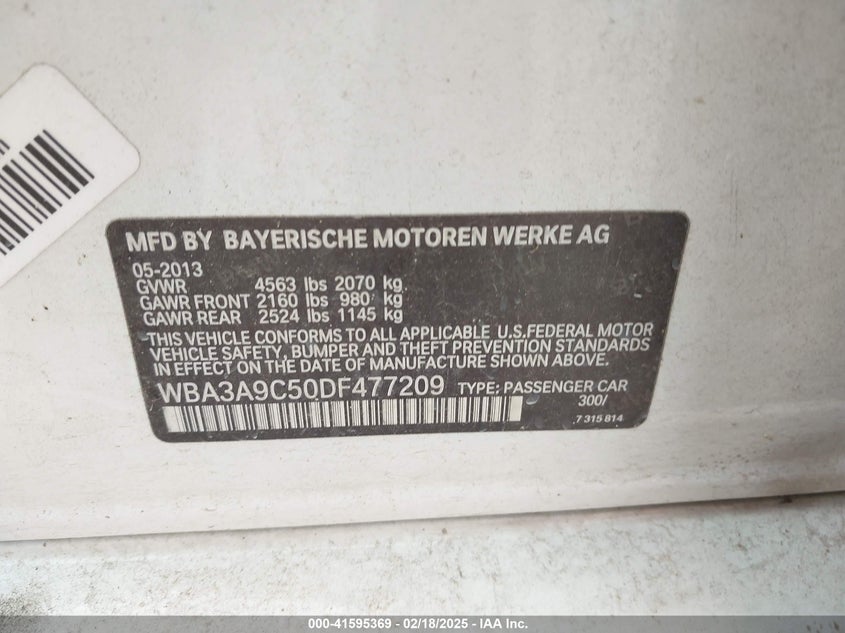 MFD BY BAYERISCHE MOTOREN WERKE AG
05-2013
GVWR 4563 lbs 2070 kg
GAWR FRONT 2160 lbs 980 kg
GAWR REAR 2524 lbs 1145 kg
THIS VEHICLE CONFORMS TO ALL APPLICABLE U.S.FEDERAL MOTOR
VEHICLE SAFETY, BUMPER AND THEFT PREVENTION STANDARDS
IN EFFECT ON THE DATE OF MANUFACTURE SHOWN ABOVE.
WBA3A9C50DF477209 TYPE: PASSENGER CAR
300/
7 315 814
000-41595369 - 02/18/2025 - IAA Inc.